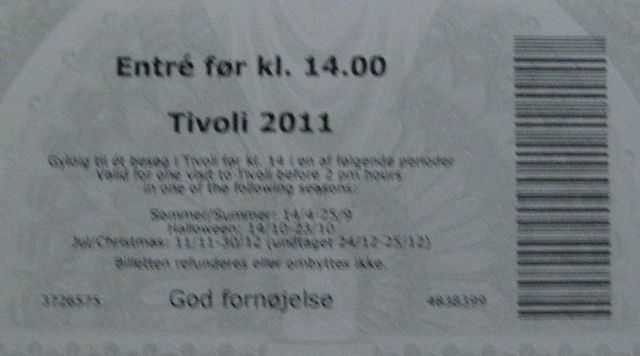 Entré før kl. 14.00
Tivoli 2011
Gyldig til et besøg i Tivoli før kl. 14 i en af følgende perioder
Valid for one visit to Tivoli before 2 pm hours
in one of the following seasons:
Sommer/Summer: 14/4-25/9
Halloween: 14/10-23/10
Jul/Christmas: 11/11-30/12 (undtaget 24/12-25/12)
Billetten refunderes eller ombyttes ikke.
3726575 God fornøjelse 4838399